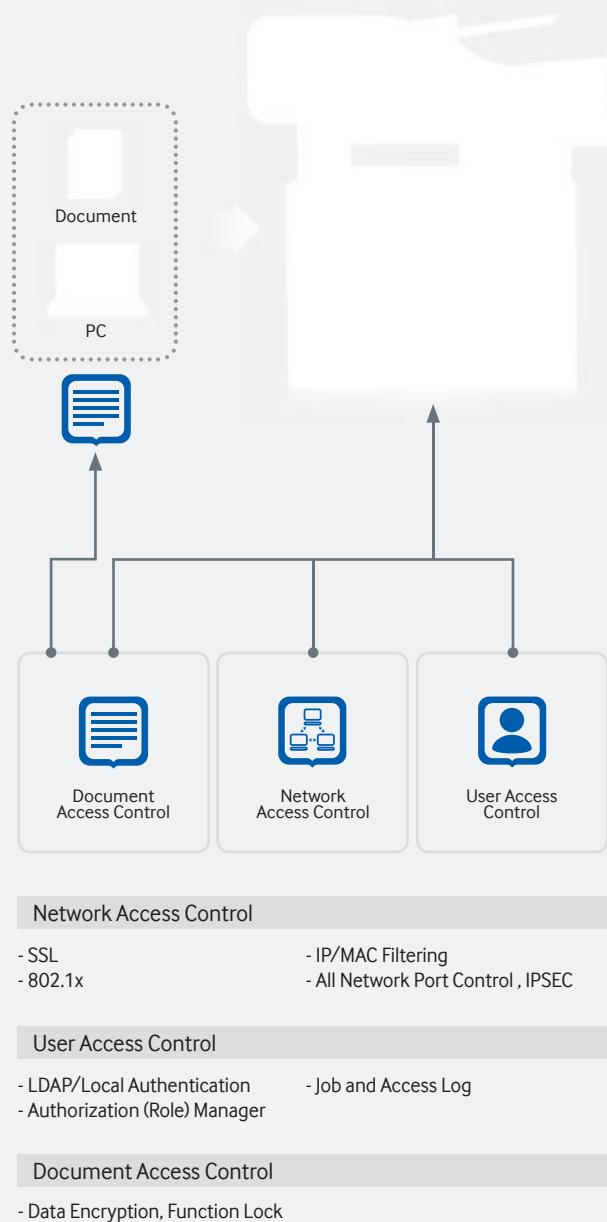 Document
PC
Document
Access Control
Network
Access Control
User Access
Control
Network Access Control
- SSL
- IP/MAC Filtering
- 802.1x
- All Network Port Control , IPSEC
User Access Control
- LDAP/Local Authentication
- Job and Access Log
- Authorization (Role) Manager
Document Access Control
- Data Encryption, Function Lock